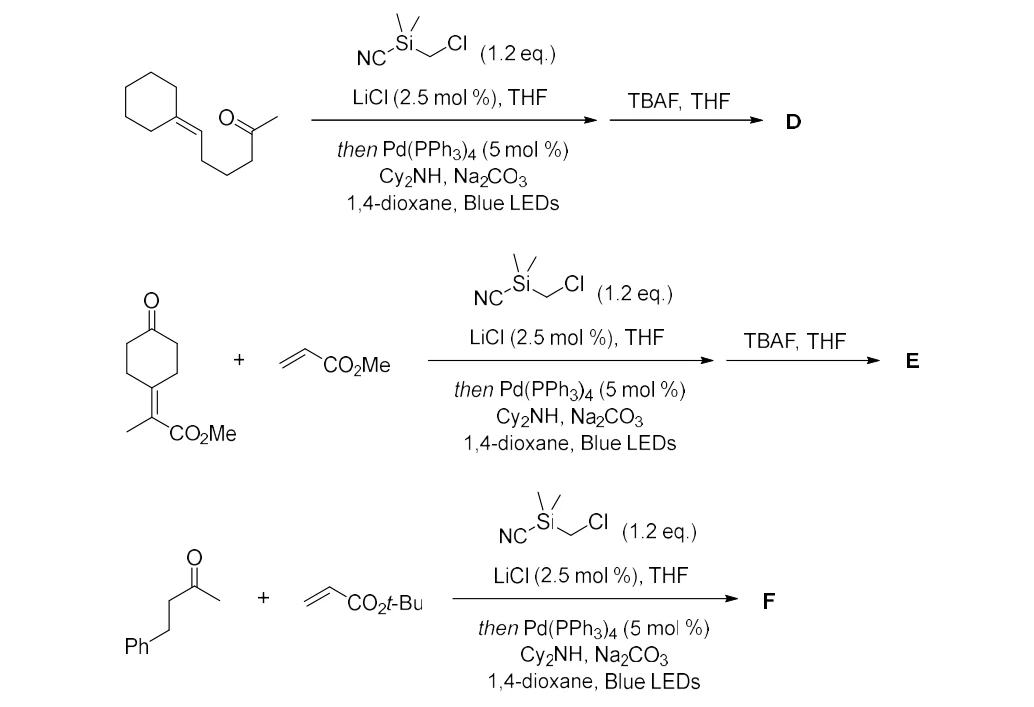 Si
Cl
NC
(1.2 eq.)
LiCl (2.5 mol %), THF
TBAF, THF
O
D
then Pd(PPh3)4 (5 mol %)
Cy2NH, Na2CO3
1,4-dioxane, Blue LEDs
Si
Cl
NC
(1.2 eq.)
O
LiCl (2.5 mol %), THF
TBAF, THF
+
CO2Me
E
then Pd(PPh3)4 (5 mol %)
Cy2NH, Na2CO3
CO2Me
1,4-dioxane, Blue LEDs
Si
Cl
NC
(1.2 eq.)
O
LiCl (2.5 mol %), THF
+
CO2t-Bu
F
then Pd(PPh3)4 (5 mol %)
Ph
Cy2NH, Na2CO3
1,4-dioxane, Blue LEDs